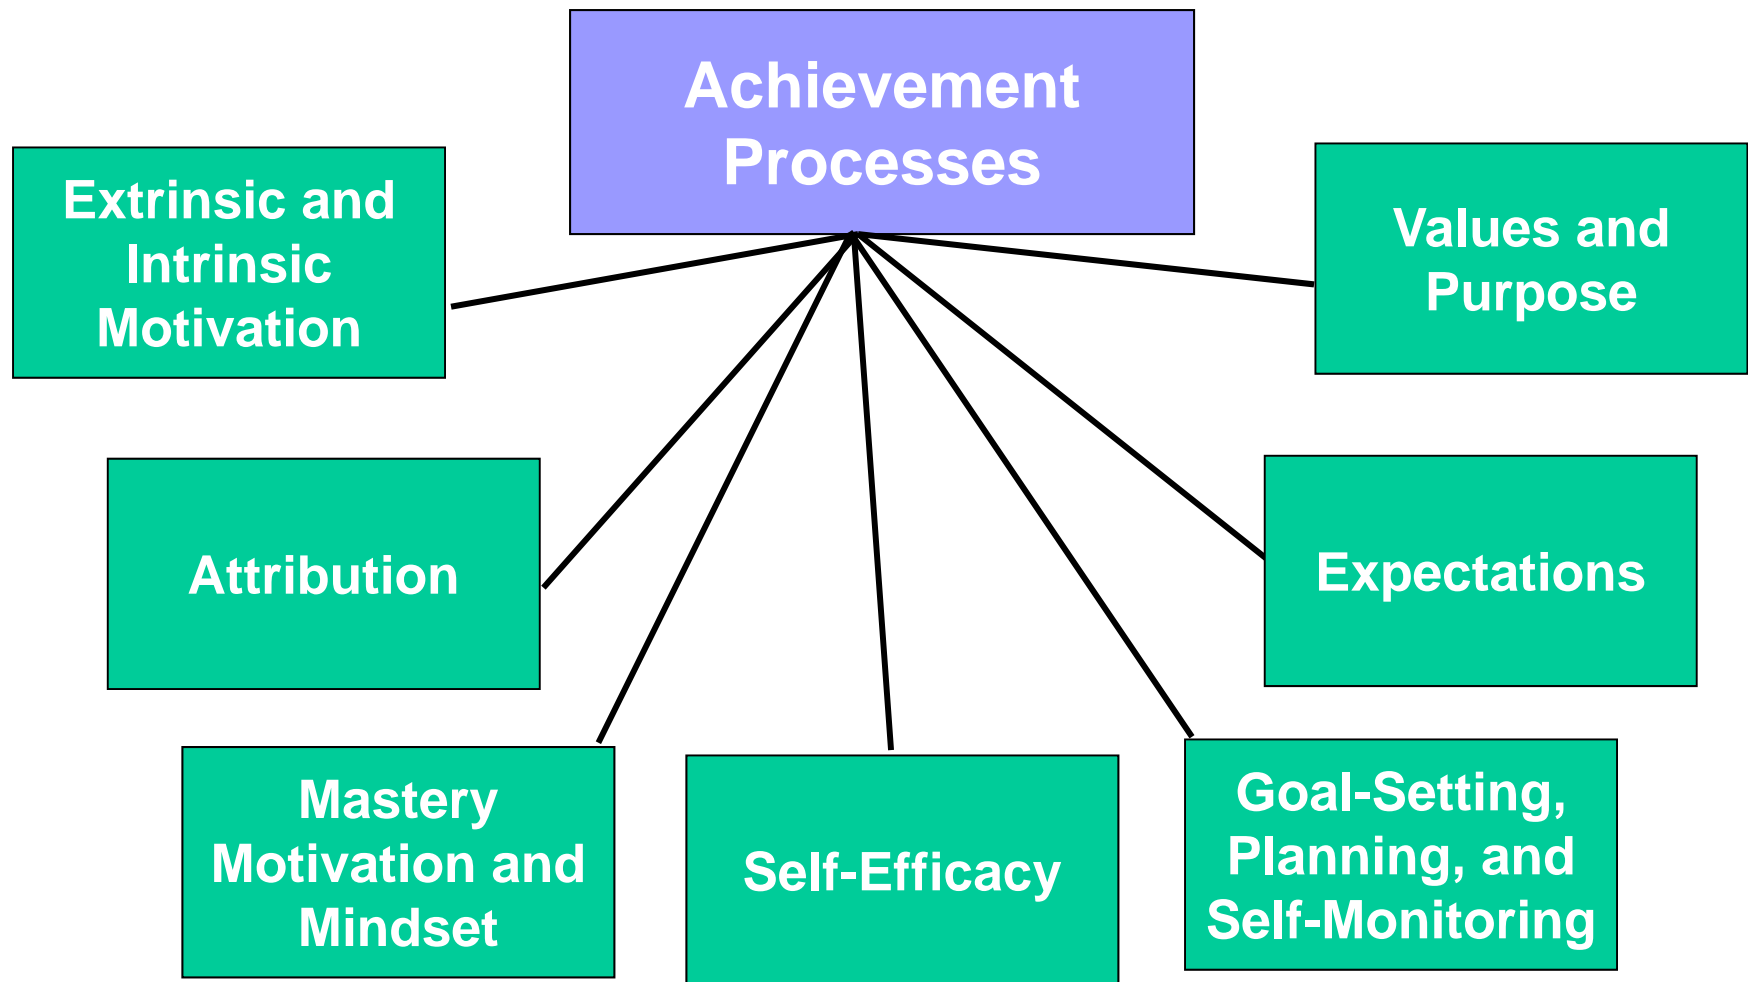 Achievement
Processes
Extrinsic and
Intrinsic
Motivation
Values and
Purpose
Attribution
Expectations
Mastery
Motivation and
Mindset
Self-Efficacy
Goal-Setting,
Planning, and
Self-Monitoring